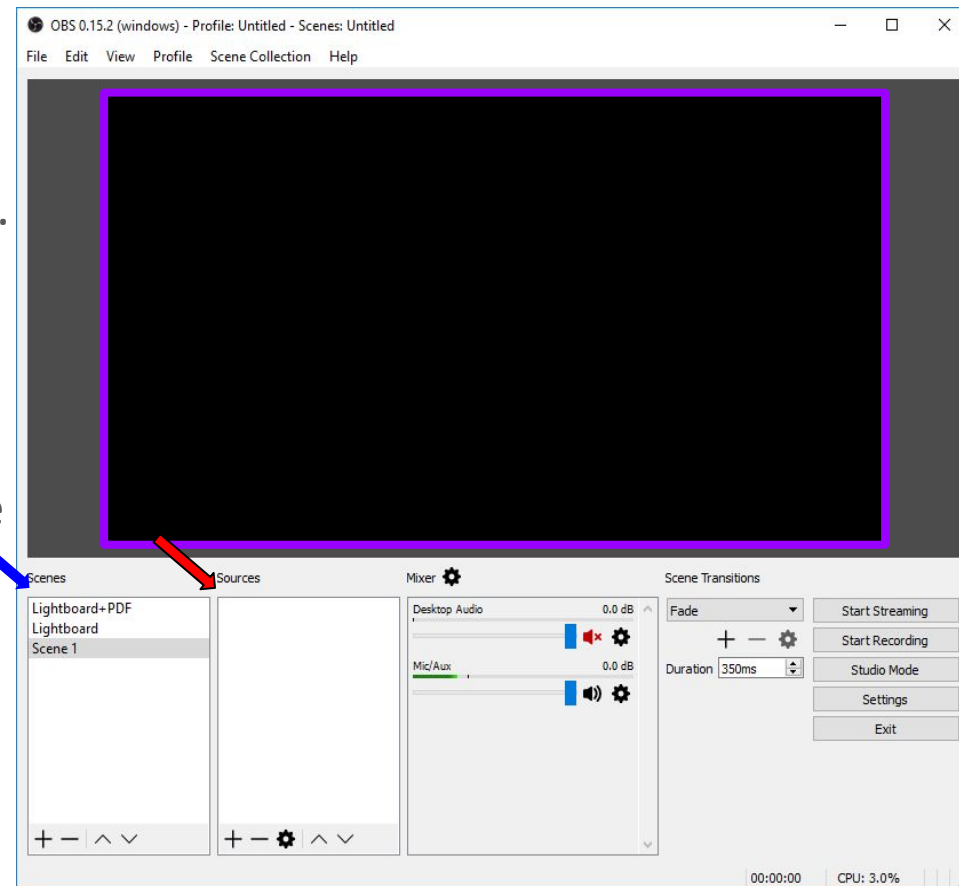 OBS 0.15.2 (windows) - Profile: Untitled - Scenes: Untitled
File Edit View Profile Scene Collection Help
.
e
Scenes
Lightboard+PDF
Lightboard
Scene 1
Sources
Mixer
Desktop Audio 0.0 dB
Mic/Aux 0.0 dB
Scene Transitions
Fade
Duration 350ms
Start Streaming
Start Recording
Studio Mode
Settings
Exit
00:00:00 CPU: 3.0%